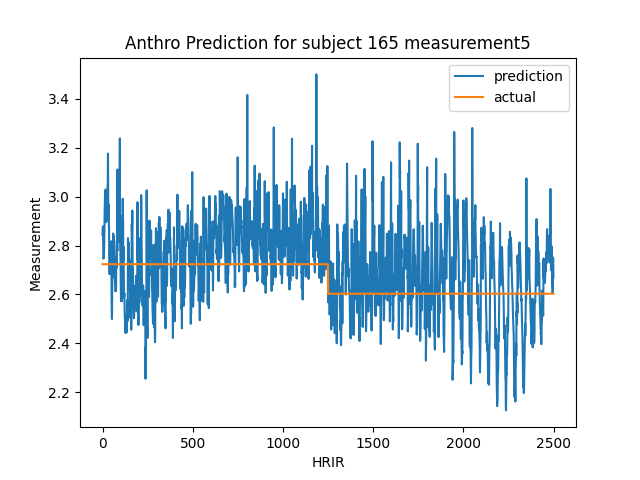 Anthro Prediction for subject 165 measurement5
prediction
actual
3.4
3.2
3.0
2.8
2.6
2.4
2.2
Measurement
0
500
1000
1500
2000
2500
HRIR